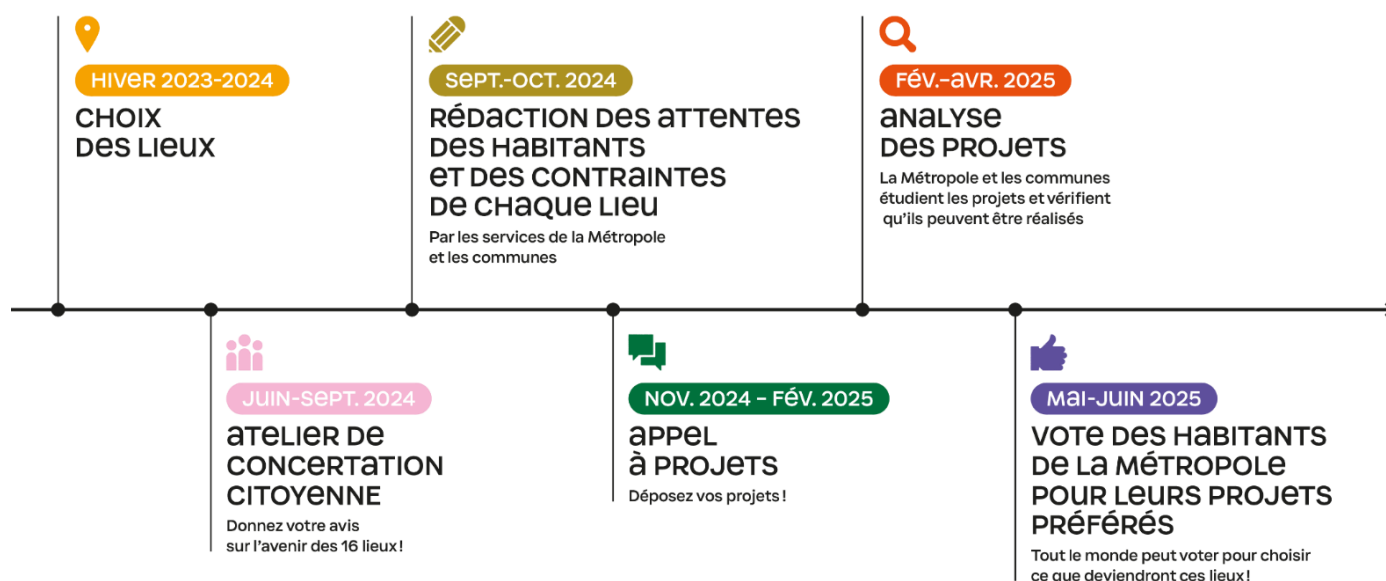 HIVER 2023-2024
CHOIX
DES LIEUX
SEPT.-OCT. 2024
RÉDACTION DES ATTENTES
DES HABITANTS
ET DES CONTRAINTES
DE CHAQUE LIEU
Par les services de la Métropole
et les communes
FÉV.-AVR. 2025
ANALYSE
DES PROJETS
La Métropole et les communes
étudient les projets et vérifient
qu'ils peuvent être réalisés
JUIN-SEPT. 2024
ATELIER DE
CONCERTATION
CITOYENNE
Donnez votre avis
sur l'avenir des 16 lieux !
NOV. 2024 – FÉV. 2025
APPEL
À PROJETS
Déposez vos projets !
MAI-JUIN 2025
VOTE DES HABITANTS
DE LA MÉTROPOLE
POUR LEURS PROJETS
PRÉFÉRÉS
Tout le monde peut voter pour choisir
ce que deviendront ces lieux !